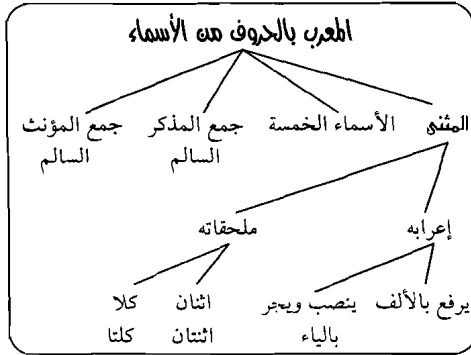 المعرب بالحروف من الأسماء
المثنى الأسماء الخمسة جمع المذكر جمع المؤنث
السالم السالم
إعرابه ملحقاته
يرفع بالألف ينصب ويجر اثنان كلا
بالياء اثنتان كلتا